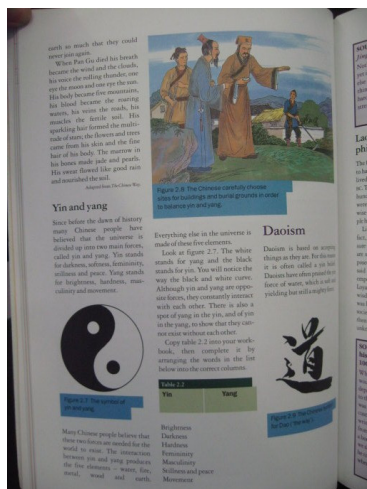 earth so much that they could
never join again.
When Pan Gu died his breath
became the wind and the clouds,
his voice the rolling thunder, one
eye the moon and one eye the sun.
His body became five mountains,
his blood became the roaring
waters, his veins the roads, his
muscles the fertile soil. His
sparkling hair formed the multi-
tude of stars, the flowers and trees
came from his skin and the fine
hair of his body. The marrow in
his bones made jade and pearls.
His sweat flowed like good rain
and nourished the soil.
Adapted from The Chinese Way
Yin and yang
Since before the dawn of history
many Chinese people have
believed that the universe is
divided up into two main forces,
called yin and yang. Yin stands
for darkness, softness, femininity,
stillness and peace. Yang stands
for brightness, hardness, mas-
culinity and movement.
Figure 2.7 The symbol of
yin and yang
Many Chinese people believe that
these two forces are needed for the
world to exist. The interaction
between yin and yang produces
the five elements – water, fire,
metal, wood and earth.
Figure 2.8 The Chinese carefully choose
sites for buildings and burial grounds in order
to balance yin and yang.
Everything else in the universe is
made of these five elements.
Look at figure 2.7. The white
stands for yang and the black
stands for yin. You will notice the
way the black and white curve.
Although yin and yang are oppo-
site forces, they constantly interact
with each other. There is also a
spot of yang in the yin, and of yin
in the yang, to show that they can-
not exist without each other.
Copy table 2.2 into your work-
book, then complete it by
arranging the words in the list
below into the correct columns.
Table 2.2
Yin Yang
Brightness
Darkness
Hardness
Femininity
Masculinity
Stillness and peace
Movement
Daoism
Daoism is based on accepting
things as they are. For this reason
it is often called a
Daoists have often praised the
force of water, which is soft and
yielding but still a mighty force.
道
Figure 2.9 The Chinese
for Dao ('the way')